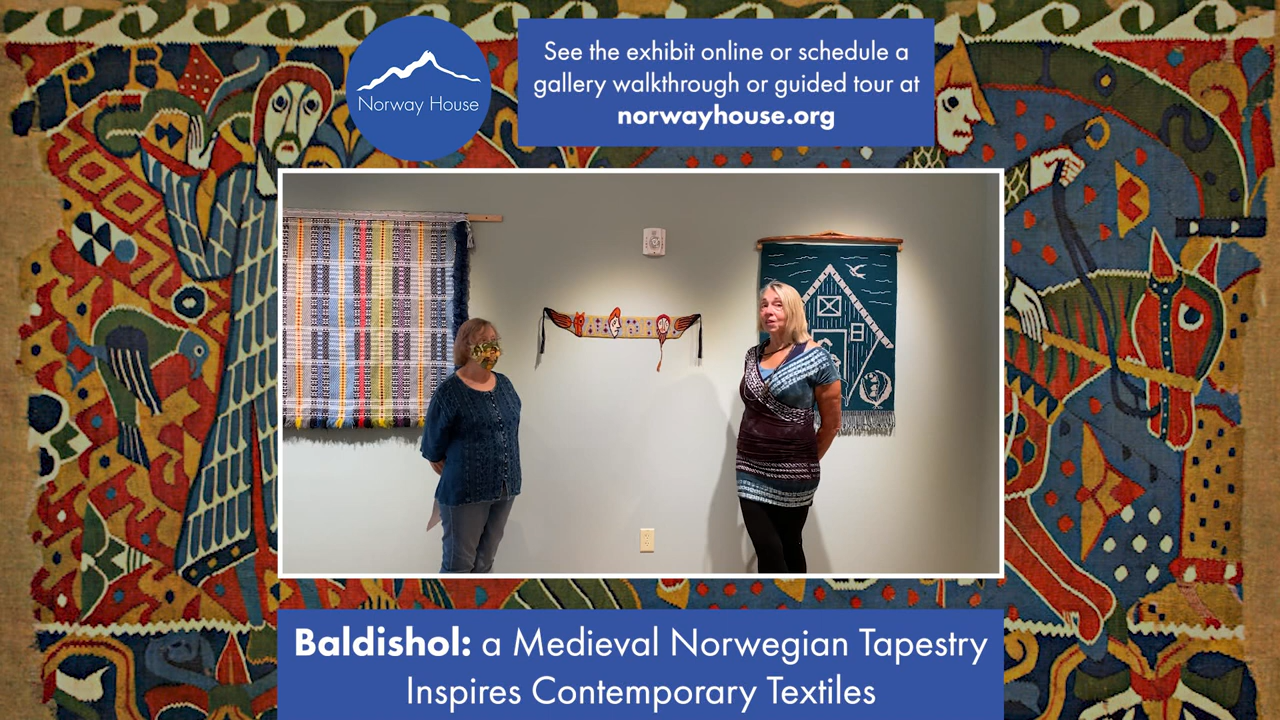 Norway House
See the exhibit online or schedule a
gallery walkthrough or guided tour at
norwayhouse.org
Baldishol: a Medieval Norwegian Tapestry
Inspires Contemporary Textiles